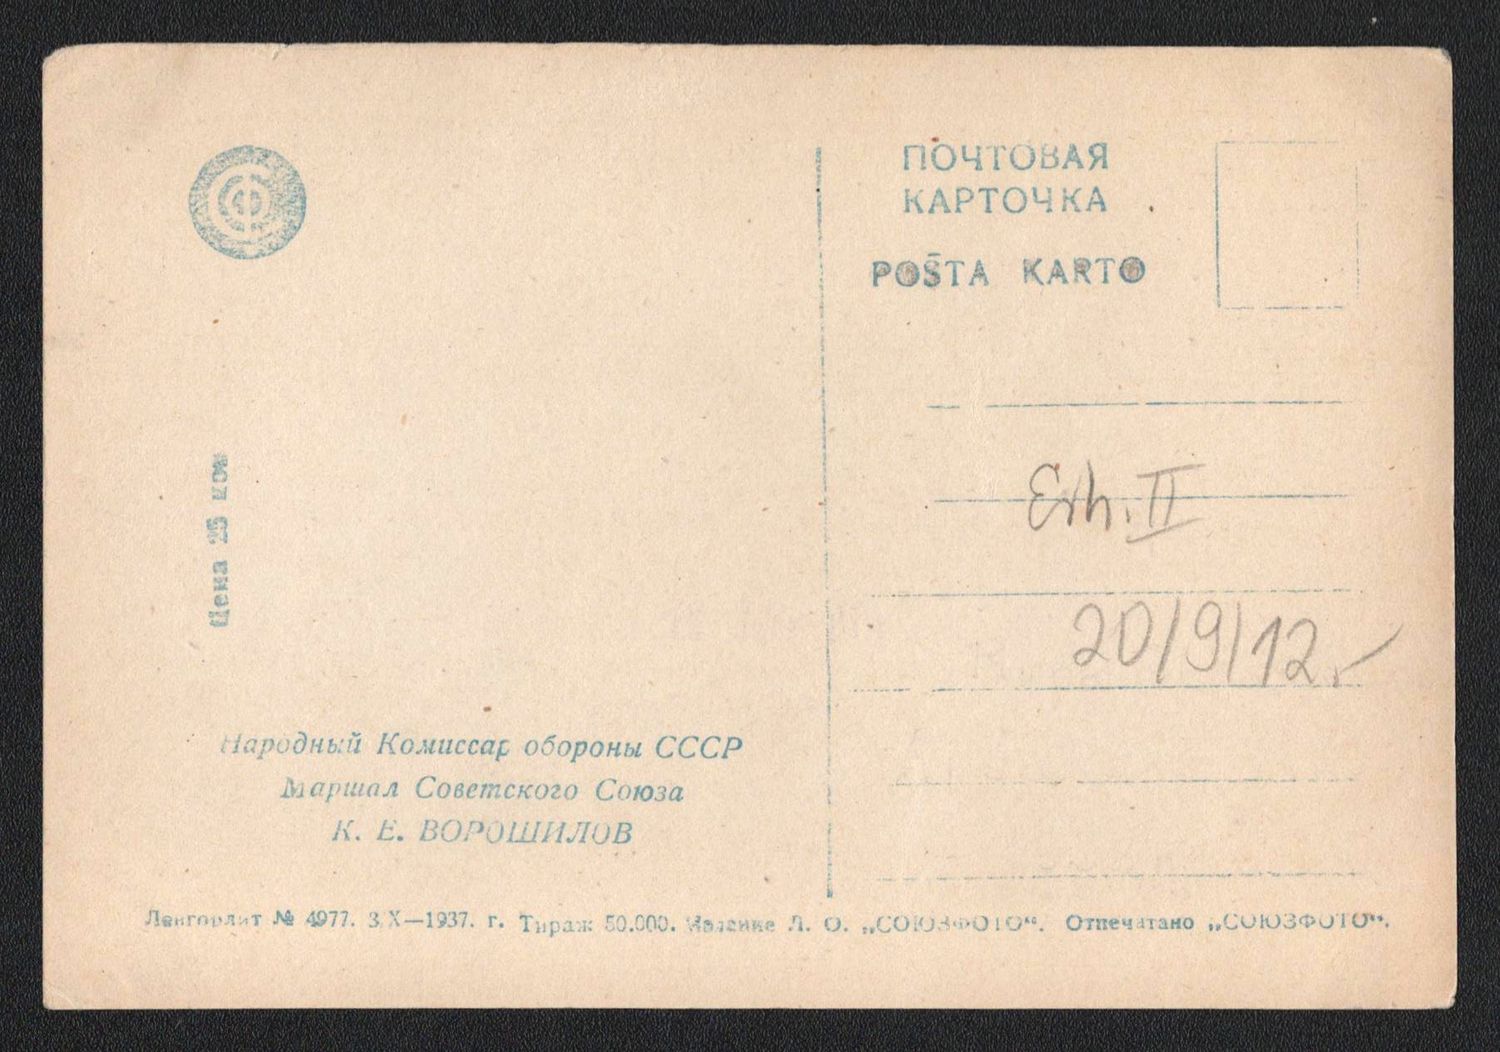 ПОЧТОВАЯ
КАРТОЧКА
POŜTA KARTO
Цена 25 коп
Erh. II
20/9/12.-
Народный Комиссар обороны СССР
Маршал Советского Союза
К. Е. ВОРОШИЛОВ
Ленгорлит № 4977. 3/X—1937. г. Тираж 50.000. Издание Л. О. „СОЮЗФОТО“. Отпечатано „СОЮЗФОТО“.